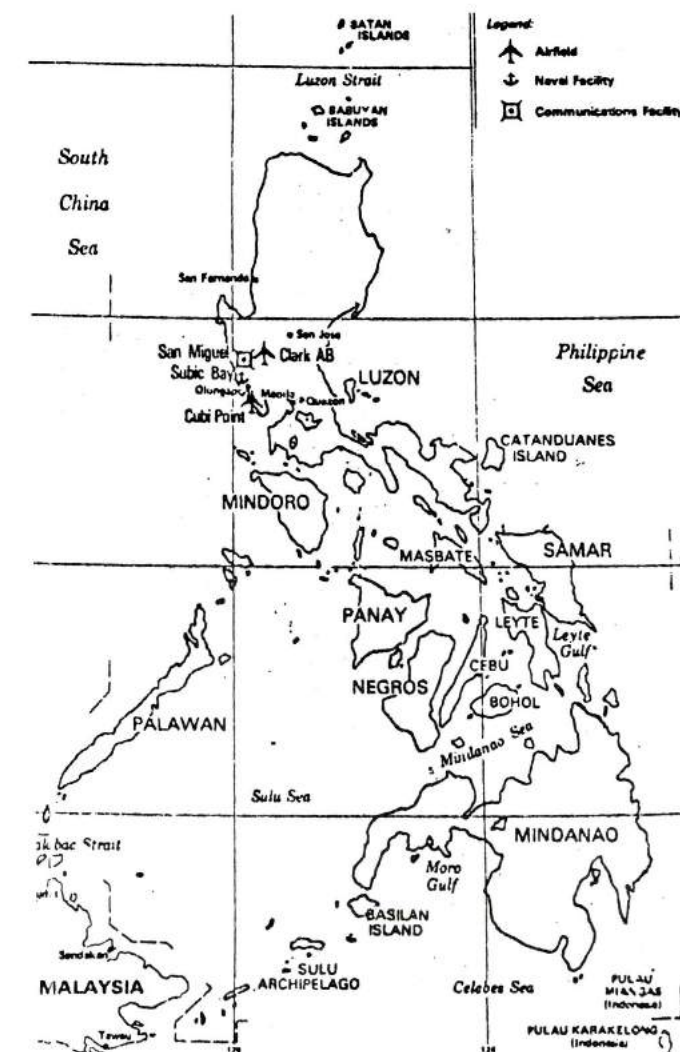 BATAN
ISLANDS
Legend:
Airfield
Naval Facility
Communications Facility
Luzon Strait
BABUYAN
ISLANDS
South
China
Sea
San Fernando
San Jose
San Miguel
Clark AB
Subic Bay
Olongapo
Manila
Quezon
Cubi Point
LUZON
Philippine
Sea
CATANDUANES
ISLAND
MINDORO
MASBATE
SAMAR
PANAY
LEYTE
Leyte
Gulf
CEBU
NEGROS
BOHOL
PALAWAN
Mindanao Sea
Sulu Sea
bac Strait
MINDANAO
Moro
Gulf
BASILAN
ISLAND
Sandakan
SULU
ARCHIPELAGO
MALAYSIA
Celebes Sea
PULAU
MIANGAS
(Indonesia)
Tawau
PULAU KARAKELONG
(Indonesia)